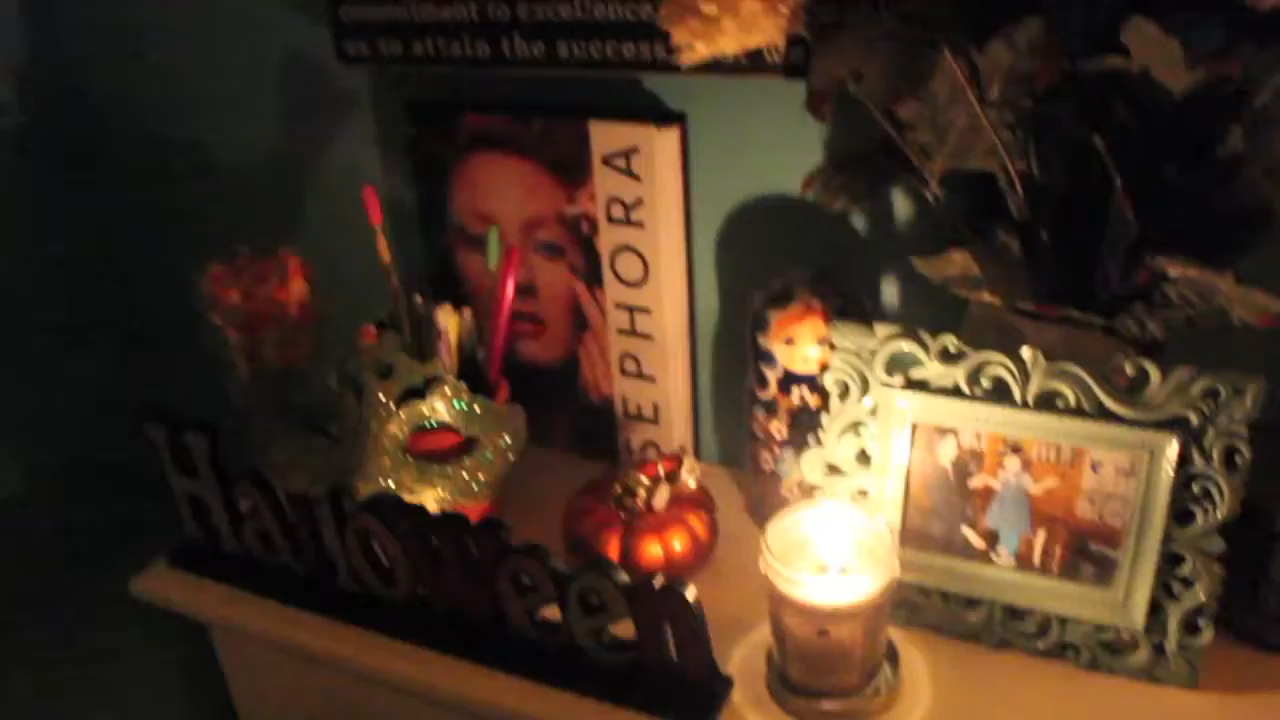 commitment to excellence
us to attain the success
SEPHORA
Halloween